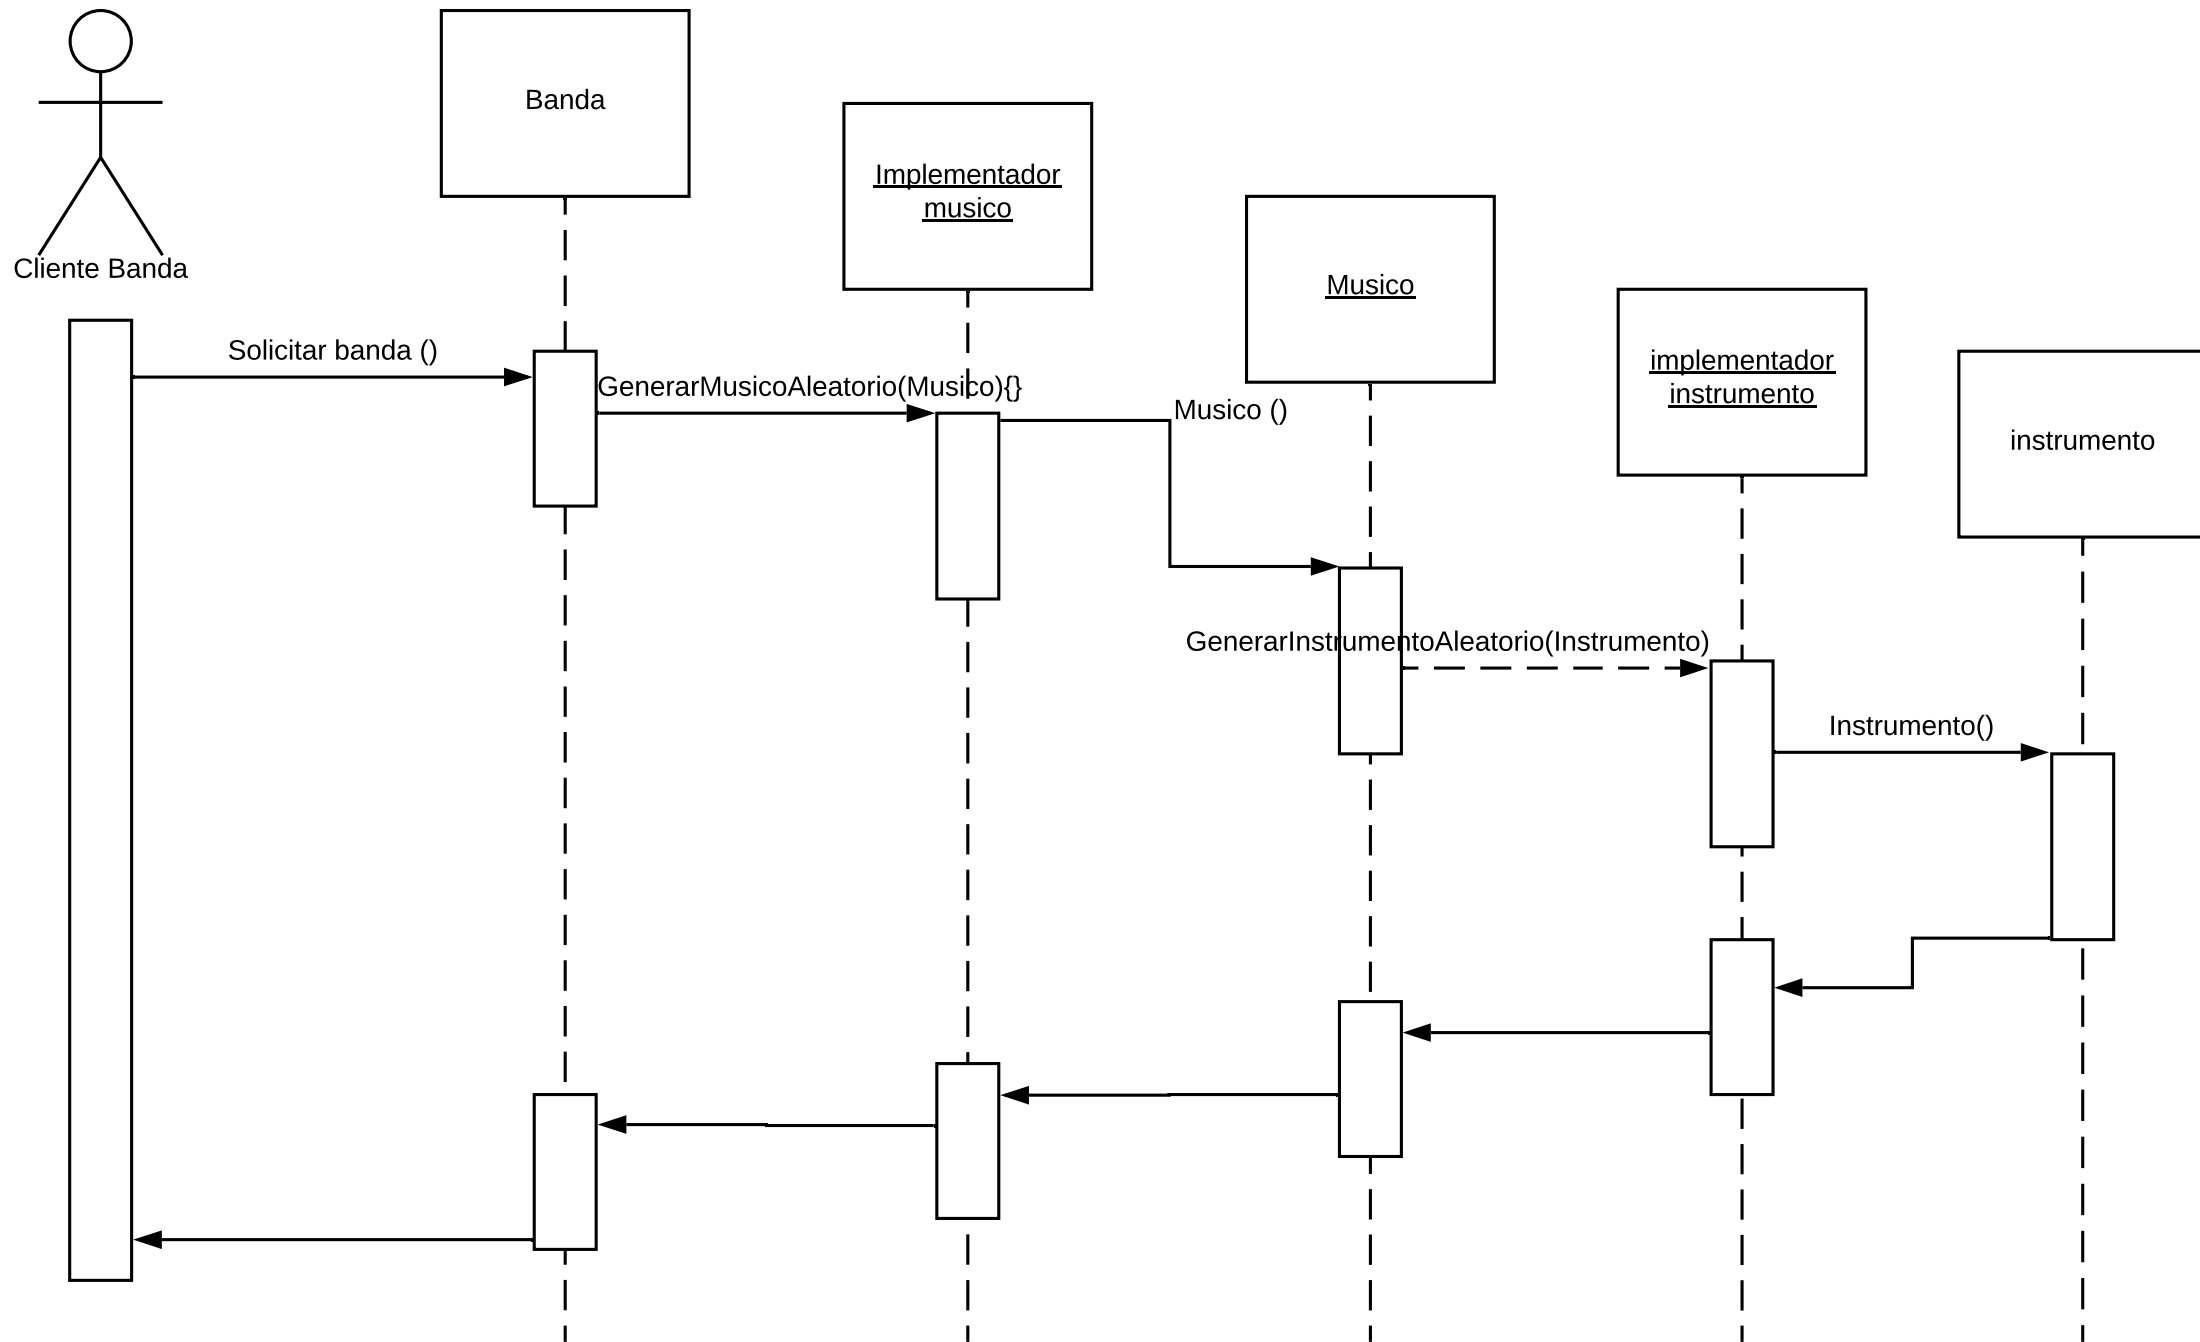 Banda
Implementador
musico
Cliente Banda
Musico
Solicitar banda ()
implementador
instrumento
GenerarMusicoAleatorio(Musico){}
Musico ()
instrumento
GenerarInstrumentoAleatorio(Instrumento)
Instrumento()